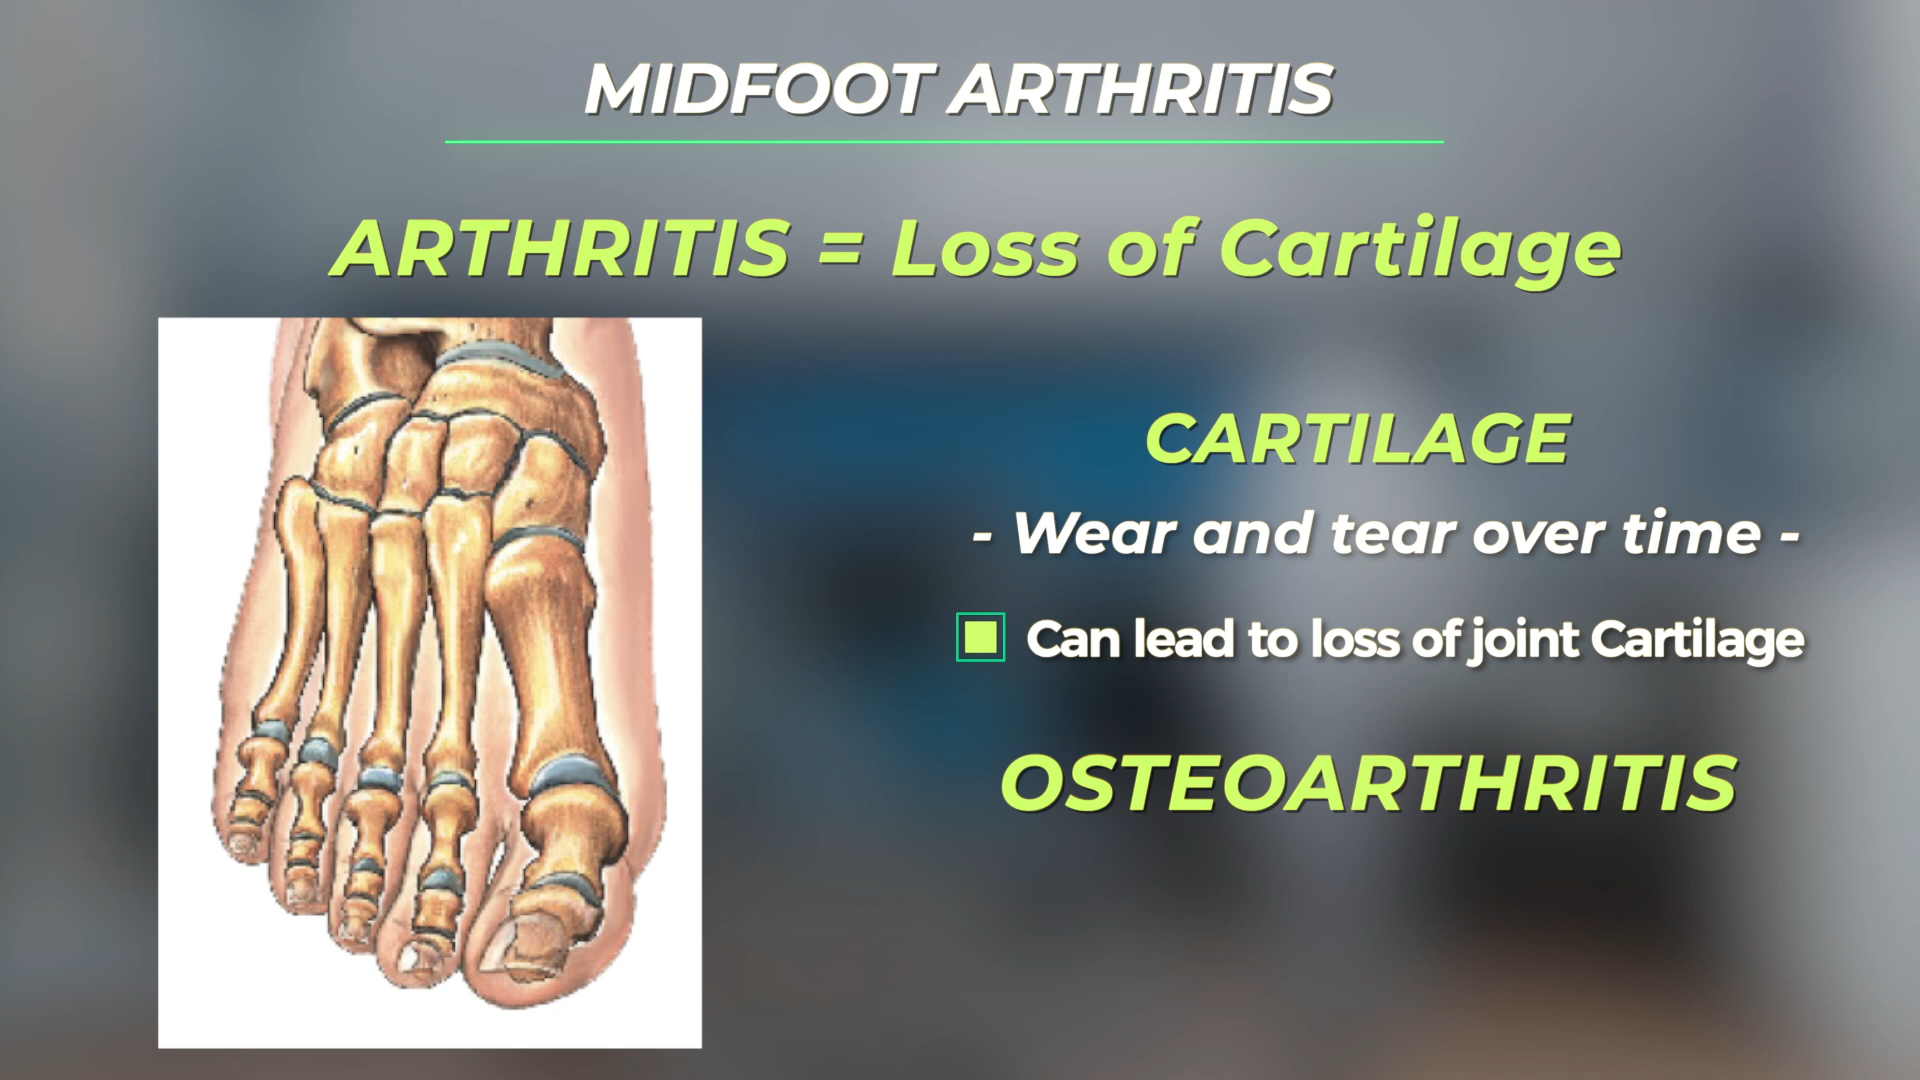 MIDFOOT ARTHRITIS
ARTHRITIS = Loss of Cartilage
CARTILAGE
- Wear and tear over time -
Can lead to loss of joint Cartilage
OSTEOARTHRITIS